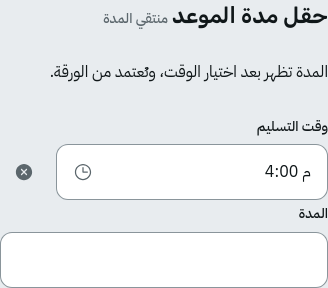 حقل مدة الموعد منتقي المدة
المدة تظهر بعد اختيار الوقت، وتُعتمد من الورقة.
وقت التسليم
4:00 م
المدة